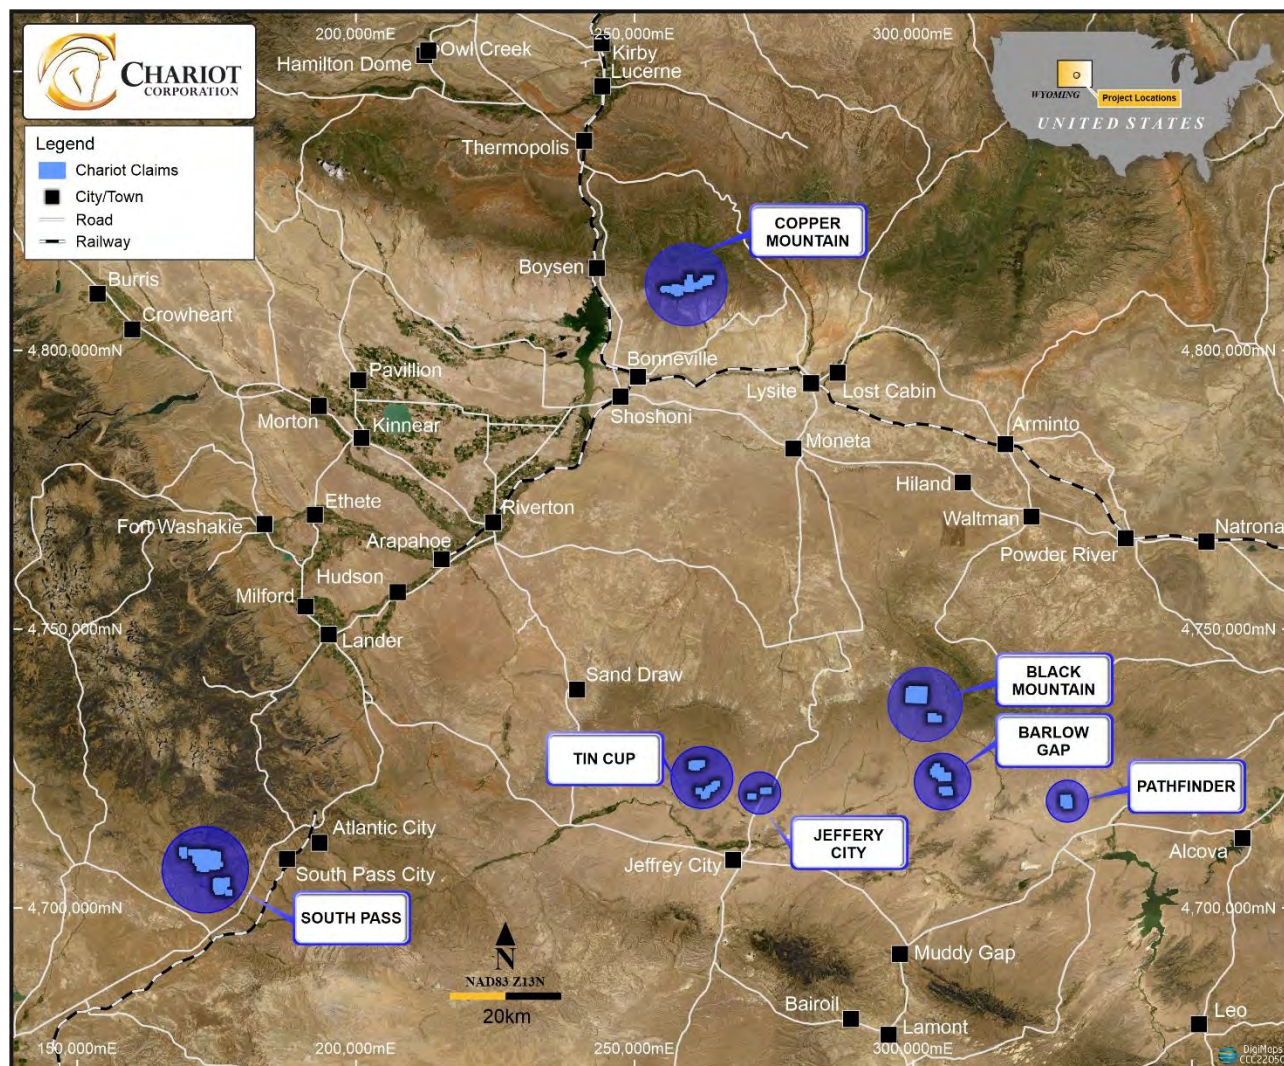 CHARIOT
CORPORATION
Legend
Chariot Claims
City/Town
Road
Railway
200,000mE
250,000mE
300,000mE
Owl Creek
Hamilton Dome
Kirby
Lucerne
WYOMING
Project Locations
UNITED STATES
Thermopolis
COPPER
MOUNTAIN
Boysen
Burris
Crowheart
4,800,000mN
4,800,000mN
Bonneville
Pavillion
Lysite
Lost Cabin
Shoshoni
Morton
Kinnear
Arminto
Moneta
Hiland
Ethete
Riverton
Fort Washakie
Waltman
Natrona
Arapahoe
Powder River
Hudson
Milford
4,750,000mN
Lander
4,750,000mN
Sand Draw
BLACK
MOUNTAIN
BARLOW
GAP
TIN CUP
PATHFINDER
JEFFERY
CITY
Atlantic City
Alcova
Jeffrey City
South Pass City
4,700,000mN
SOUTH PASS
4,700,000mN
N
NAD83 Z13N
20km
Muddy Gap
Bairoil
Lamont
Leo
150,000mE
200,000mE
250,000mE
300,000mE
DigiMaps